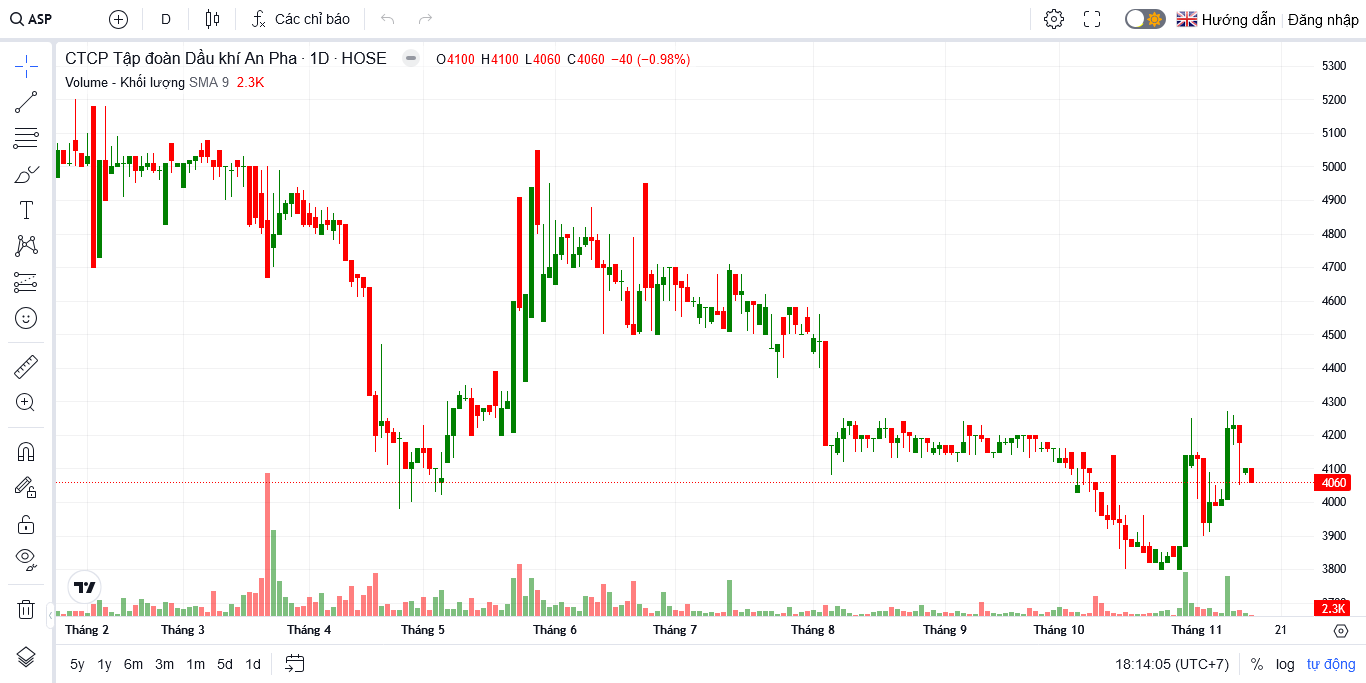 ASP D Các chỉ báo Hướng dẫn Đăng nhập
CTCP Tập đoàn Dầu khí An Pha · 1D · HOSE O4100 H4100 L4060 C4060 −40 (−0.98%)
Volume - Khối lượng SMA 9 2.3K
5300
5200
5100
5000
4900
4800
4700
4600
4500
4400
4300
4200
4100
4060
4000
3900
3800
2.3K
Tháng 2 Tháng 3 Tháng 4 Tháng 5 Tháng 6 Tháng 7 Tháng 8 Tháng 9 Tháng 10 Tháng 11 21
5y 1y 6m 3m 1m 5d 1d 18:14:05 (UTC+7) % log tự động